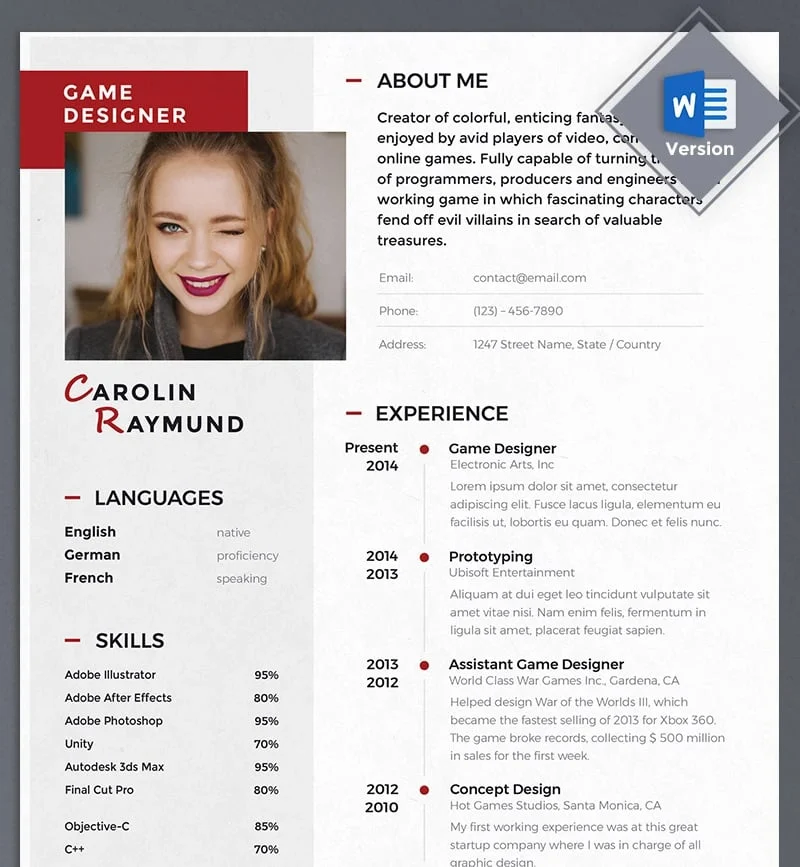 GAME
DESIGNER
CAROLIN
RAYMUND
LANGUAGES
English native
German proficiency
French speaking
SKILLS
Adobe Illustrator 95%
Adobe After Effects 80%
Adobe Photoshop 95%
Unity 70%
Autodesk 3ds Max 95%
Final Cut Pro 80%
Objective-C 85%
C++ 70%
ABOUT ME
Creator of colorful, enticing
enjoyed by avid players of video,
online games. Fully capable of turning
of programmers, producers and engineers
working game in which fascinating characters
fend off evil villains in search of valuable
treasures.
Email: contact@email.com
Phone: (123) - 456-7890
Address: 1247 Street Name, State / Country
W
Version
EXPERIENCE
Present
2014
Game Designer
Electronic Arts, Inc
Lorem ipsum dolor sit amet, consectetur
adipiscing elit. Fusce lacus ligula, elementum eu
facilisis ut, lobortis eu quam. Donec et felis nunc.
2014
2013
Prototyping
Ubisoft Entertainment
Aliquam at dui eget leo tincidunt vulputate sit
amet vitae nisi. Nam enim felis, fermentum in
ligula sit amet, placerat feugiat sapien.
2013
2012
Assistant Game Designer
World Class War Games Inc., Gardena, CA
Helped design War of the Worlds III, which
became the fastest selling of 2013 for Xbox 360.
The game broke records, collecting $ 500 million
in sales for the first week.
2012
2010
Concept Design
Hot Games Studios, Santa Monica, CA
My first working experience was at this great
startup company where I was in charge of all
graphic design.